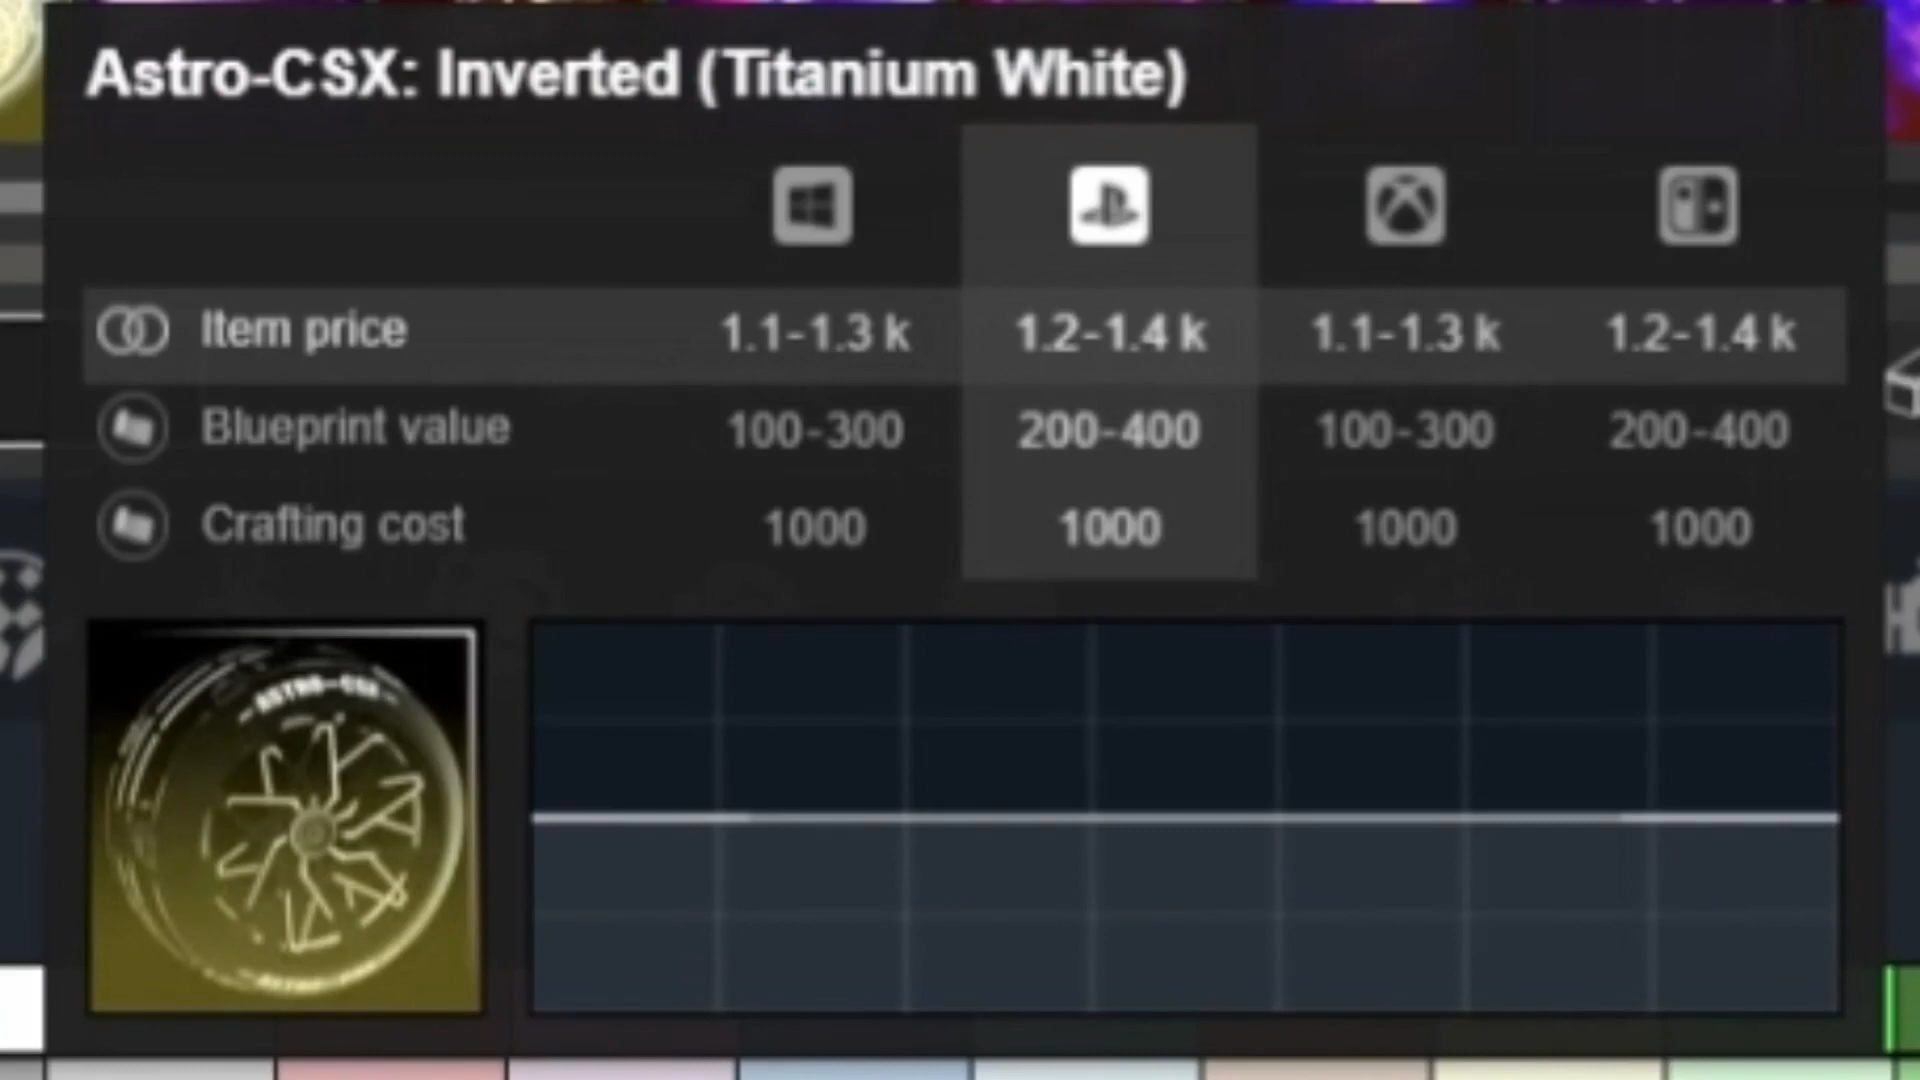 Astro-CSX: Inverted (Titanium White)
Item price 1.1-1.3 k 1.2-1.4 k 1.1-1.3 k 1.2-1.4 k
Blueprint value 100-300 200-400 100-300 200-400
Crafting cost 1000 1000 1000 1000
ASTRO-CSX